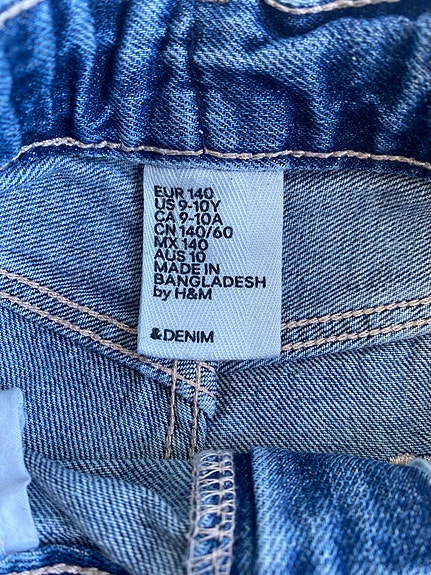 EUR 140
US 9-10Y
CA 9-10A
CN 140/60
MX 140
AUS 10
MADE IN
BANGLADESH
by H&M
&DENIM